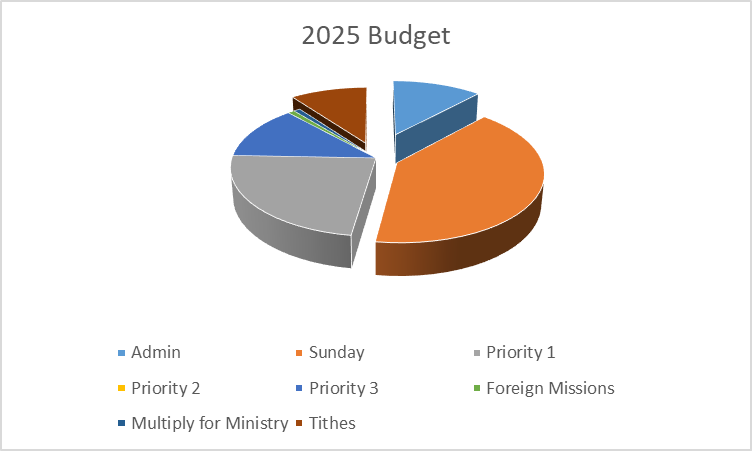 2025 Budget
Admin
Sunday
Priority 1
Priority 2
Priority 3
Foreign Missions
Multiply for Ministry
Tithes